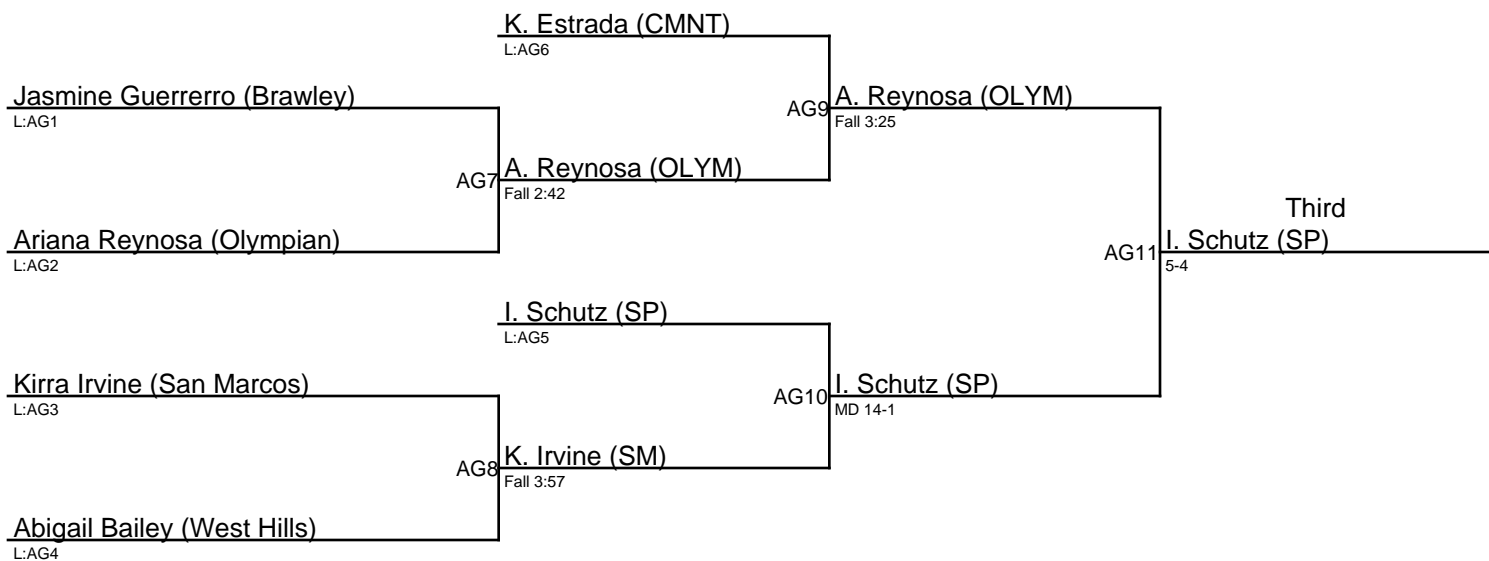 K. Estrada (CMNT)
L:AG6
Jasmine Guerrerro (Brawley)
L:AG1
AG9
A. Reynosa (OLYM)
Fall 3:25
AG7
A. Reynosa (OLYM)
Fall 2:42
Third
Ariana Reynosa (Olympian)
L:AG2
AG11
I. Schutz (SP)
5-4
I. Schutz (SP)
L:AG5
Kirra Irvine (San Marcos)
L:AG3
AG10
I. Schutz (SP)
MD 14-1
AG8
K. Irvine (SM)
Fall 3:57
Abigail Bailey (West Hills)
L:AG4